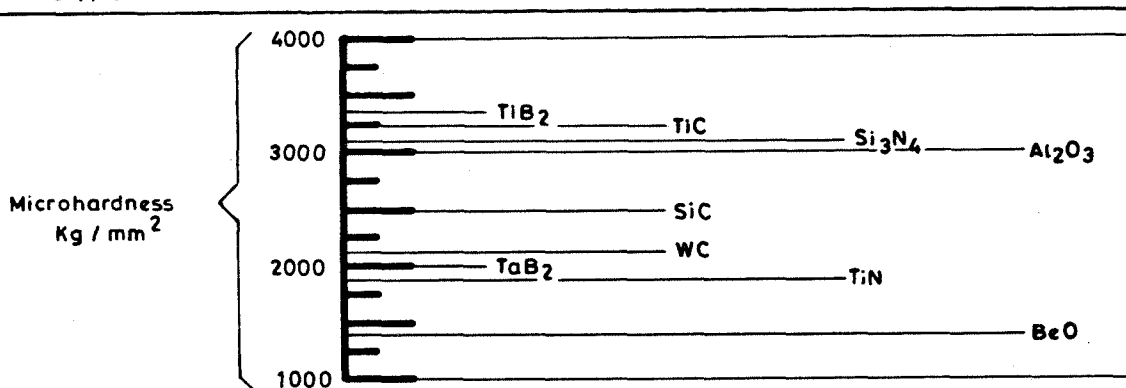 4000
TiB2
TiC
Si3N4
3000
Al2O3
Microhardness
Kg / mm2
SiC
WC
2000
TaB2
TiN
BeO
1000